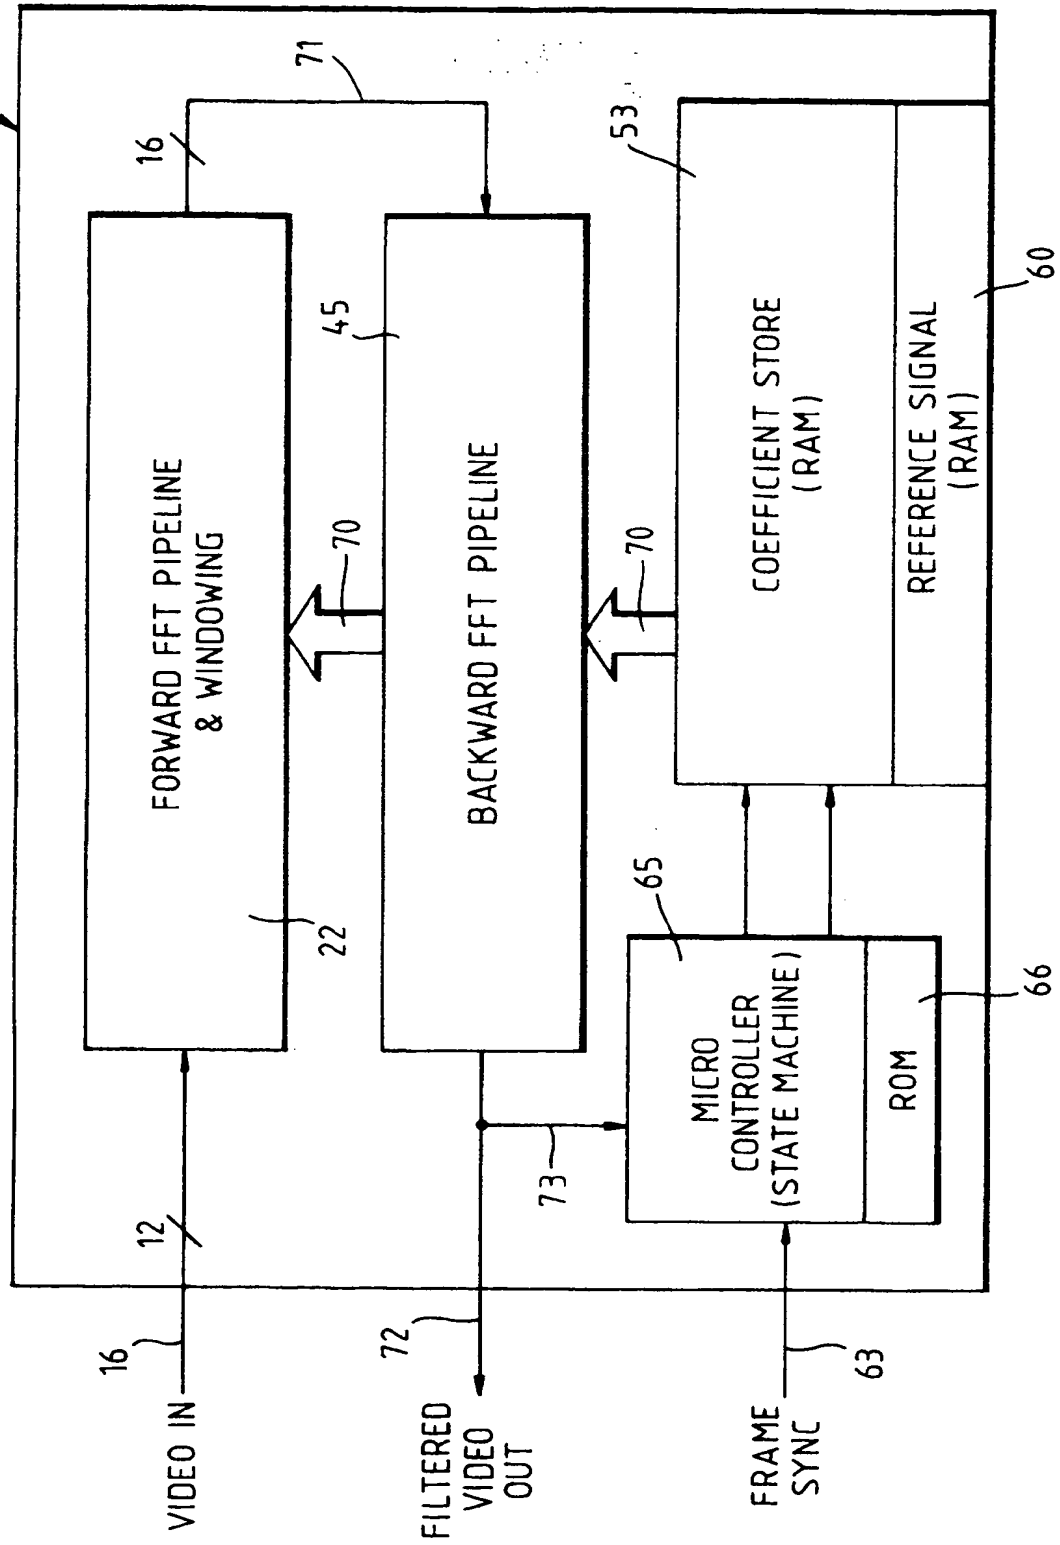 71
16
FORWARD FFT PIPELINE
& WINDOWING
22
12
16
VIDEO IN
45
70
BACKWARD FFT PIPELINE
72
FILTERED
VIDEO
OUT
73
53
70
COEFFICIENT STORE
(RAM)
REFERENCE SIGNAL
(RAM)
60
65
MICRO
CONTROLLER
(STATE MACHINE)
ROM
66
63
FRAME
SYNC